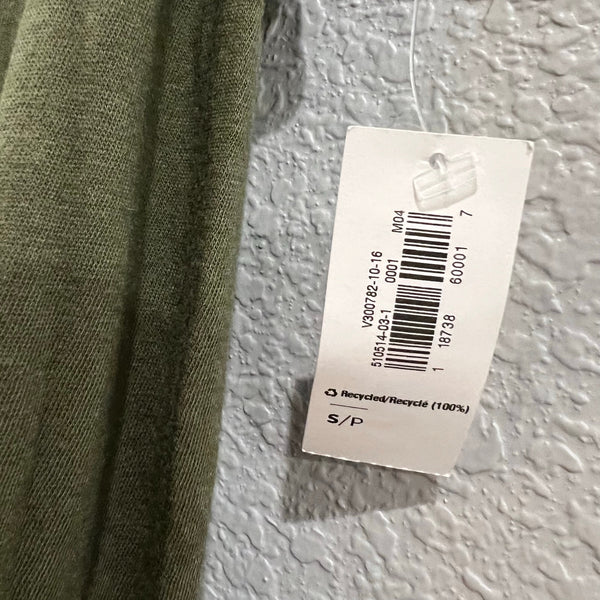 V300782-10-16
510514-03-1 0001 M04
1 18738 60001 7
Recycled/Recyclé (100%)
S/P